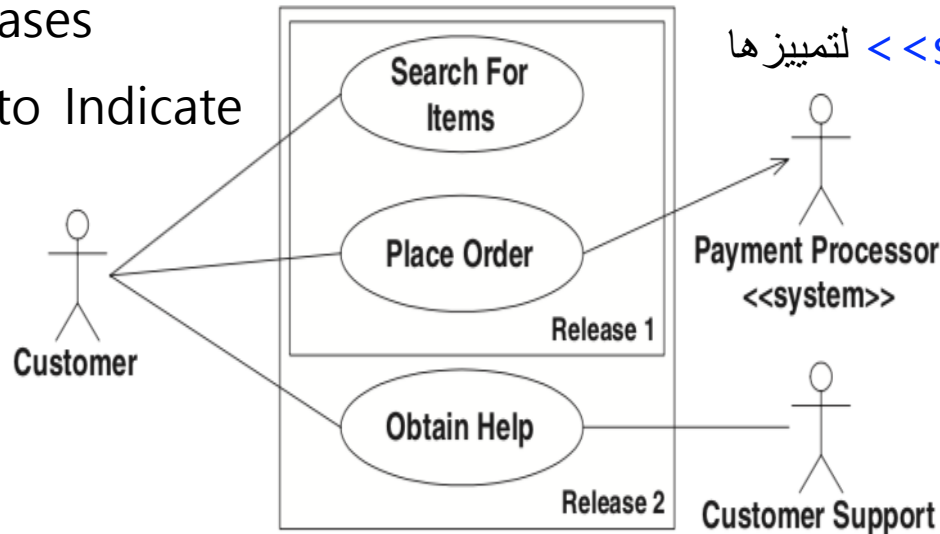 ases
to Indicate
لتمييزها <<s
Search For
Items
Place Order
Release 1
Obtain Help
Release 2
Customer
Payment Processor
<<system>>
Customer Support